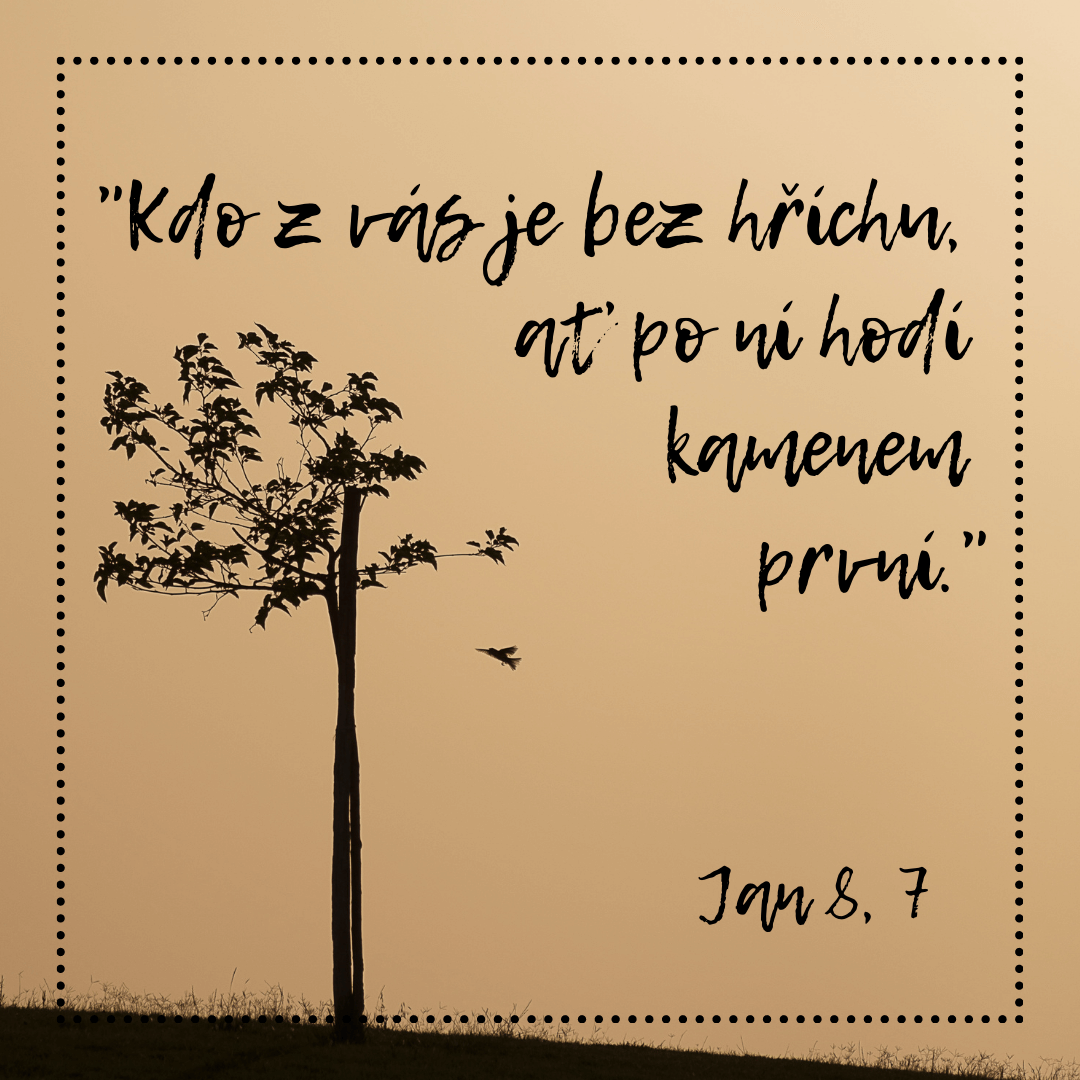 "Kdo z vás je bez hříchu,
ať po ní hodí
kamenem
první."
Jan 8, 7